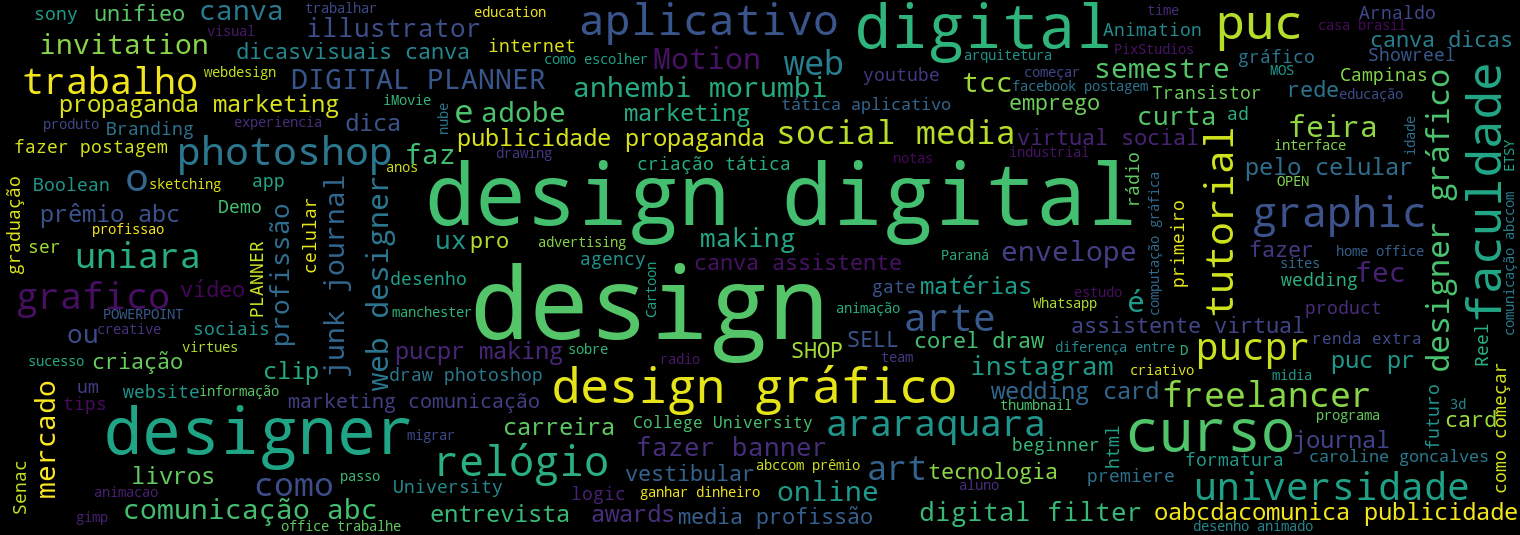 sony unifieo canva trabalhar education aplicativo digital puc time casa brasil Arnaldo
visual illustrator
invitation dicasvisuais canva internet Motion web Animation PixStudios gráfico canva dicas
como escolher arquitetura Showreel
trabalho webdesign DIGITAL PLANNER anhembi morumbi youtube tcc semestre começar MOS Campinas
facebook postagem rede educação
propaganda marketing iMovie e adobe marketing tática aplicativo emprego Transistor
produto Branding experiencia dica nube publicidade propaganda social media virtual social curta ad feira
fazer postagem photoshop faz drawing criação tática notas industrial interface idade
anos design digital rádio tutorial pelo celular designer gráfico faculdade ETSY
Boolean o sketching app OPEN
graduação prêmio abc Demo profissão junk journal web designer computação gráfica primeiro graphic
profissao
ser uniara celular ux pro advertising making envelope fazer home office
agency Paraná sites
grafico vídeo PLANNER desenho canva assistente gate matérias é wedding fec
design Cartoon estudo
POWERPOINT manchester animação Whatsapp product comunicação abccom
ou creative sociais arte assistente virtual
virtues pucpr making sobre SHOP SELL corel draw diferença entre D pucpr renda extra Reel
sucesso criação radio team puc pr
clip draw photoshop instagram criativo midia
mercado um website informação design gráfico wedding card freelancer
tips marketing comunicação thumbnail programa futuro 3d card
designer migrar carreira College University araraquara curso journal como começar
fazer banner beginner html caroline goncalves
relógio abccom prêmio formatura
Senac livros como passo vestibular art tecnologia premiere
animacao University logic ganhar dinheiro online aluno universidade
comunicação abc entrevista awards media profissão digital filter oabcdacomunica publicidade
gimp office trabalhe desenho animado